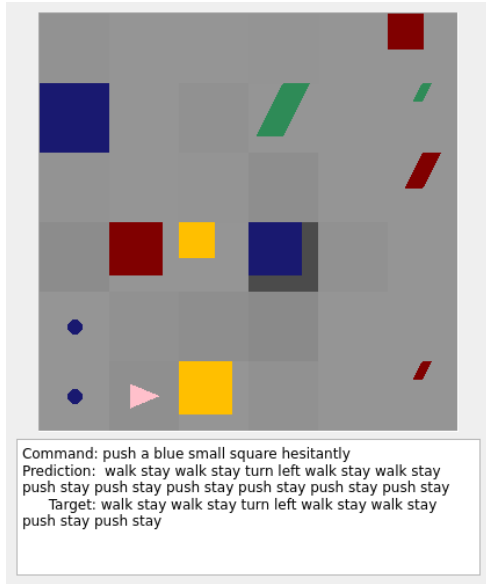 Command: push a blue small square hesitantly
Prediction:  walk stay walk stay turn left walk stay walk stay
push stay push stay push stay push stay push stay push stay
Target: walk stay walk stay turn left walk stay walk stay
push stay push stay